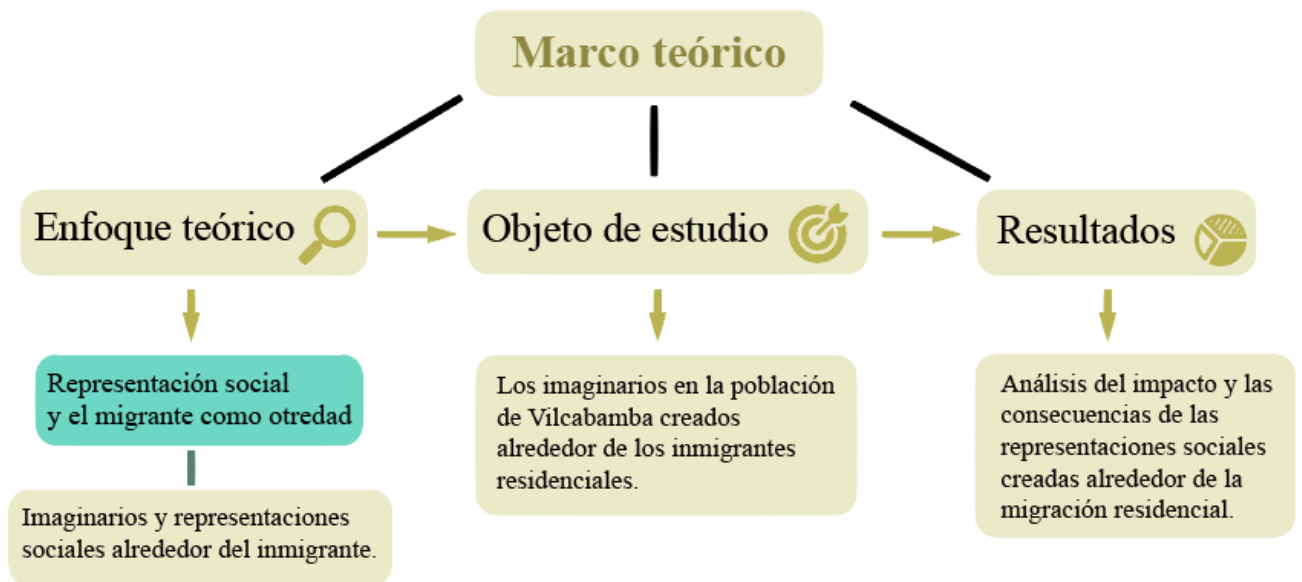 Marco teórico
Enfoque teórico
Objeto de estudio
Resultados
Representación social
y el migrante como otredad
Imaginarios y representaciones
sociales alrededor del inmigrante.
Los imaginarios en la población
de Vilcabamba creados
alrededor de los inmigrantes
residenciales.
Análisis del impacto y las
consecuencias de las
representaciones sociales
creadas alrededor de la
migración residencial.